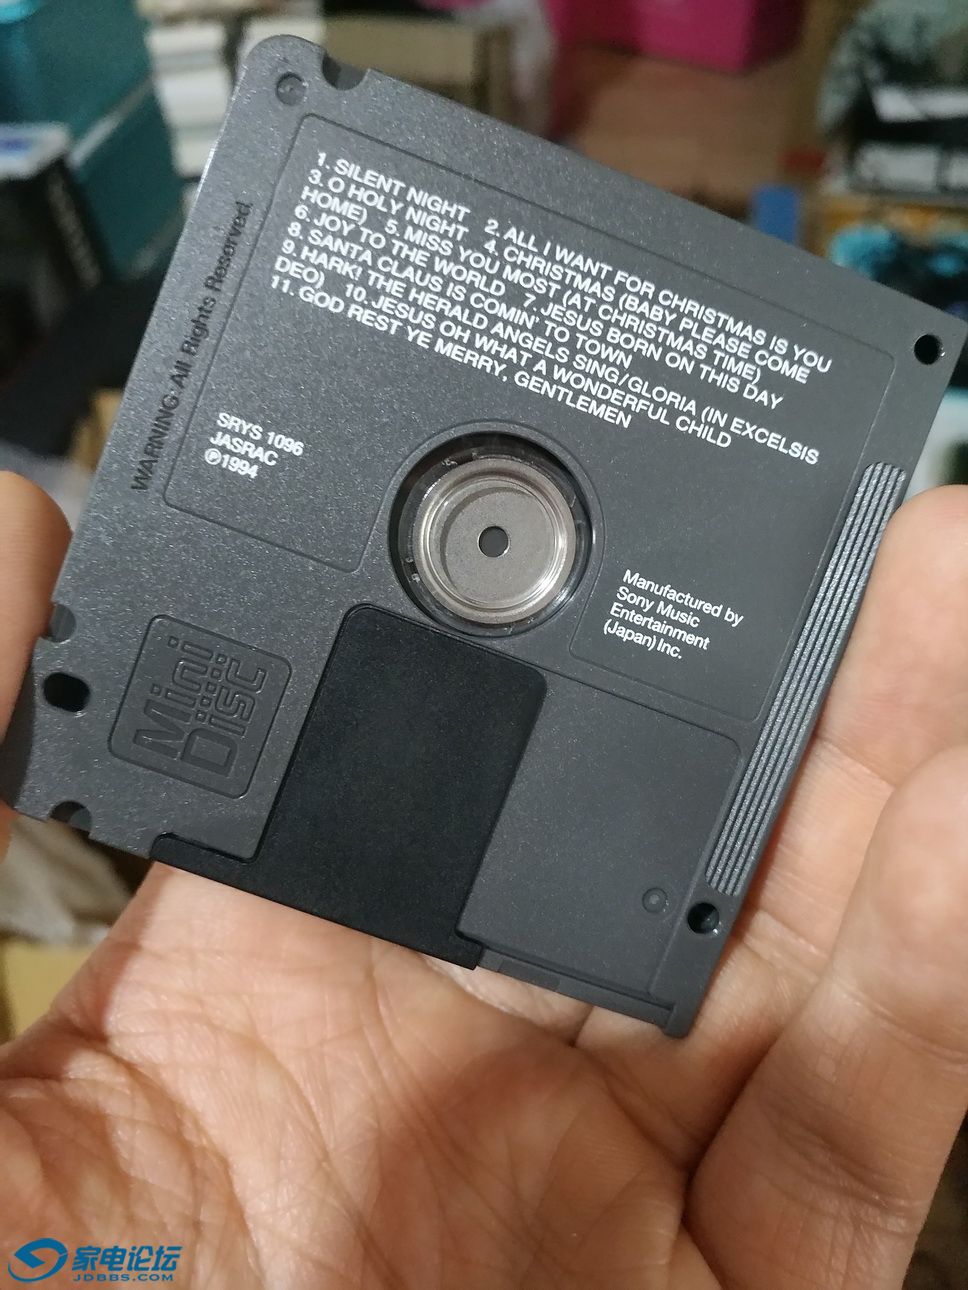 1. SILENT NIGHT 2. ALL I WANT FOR CHRISTMAS IS YOU
3. O HOLY NIGHT 4. CHRISTMAS (BABY PLEASE COME
HOME) 5. MISS YOU MOST (AT CHRISTMAS TIME)
6. JOY TO THE WORLD 7. JESUS BORN ON THIS DAY
8. SANTA CLAUS IS COMIN' TO TOWN
9. HARK! THE HERALD ANGELS SING/GLORIA (IN EXCELSIS
DEO) 10. JESUS OH WHAT A WONDERFUL CHILD
11. GOD REST YE MERRY, GENTLEMEN
WARNING: All Rights Reserved.
SRYS 1096
JASRAC
Ⓟ1994
Manufactured by
Sony Music
Entertainment
(Japan) Inc.
Mini
Disc
家电论坛
JDBBS.COM